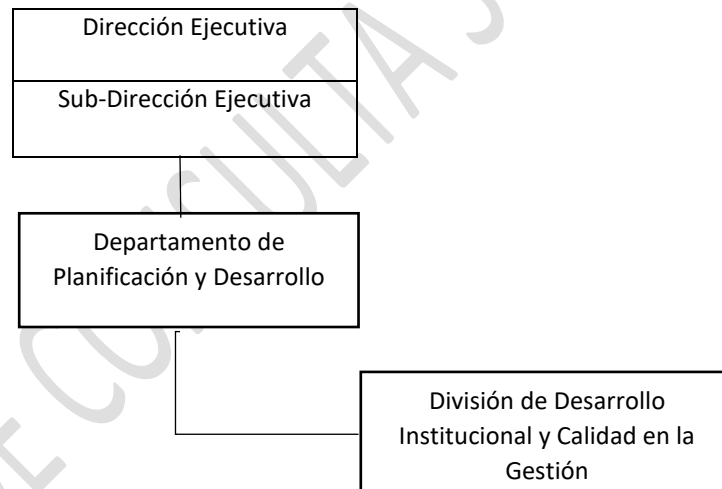 Dirección Ejecutiva
Sub-Dirección Ejecutiva
Departamento de
Planificación y Desarrollo
División de Desarrollo
Institucional y Calidad en la
Gestión